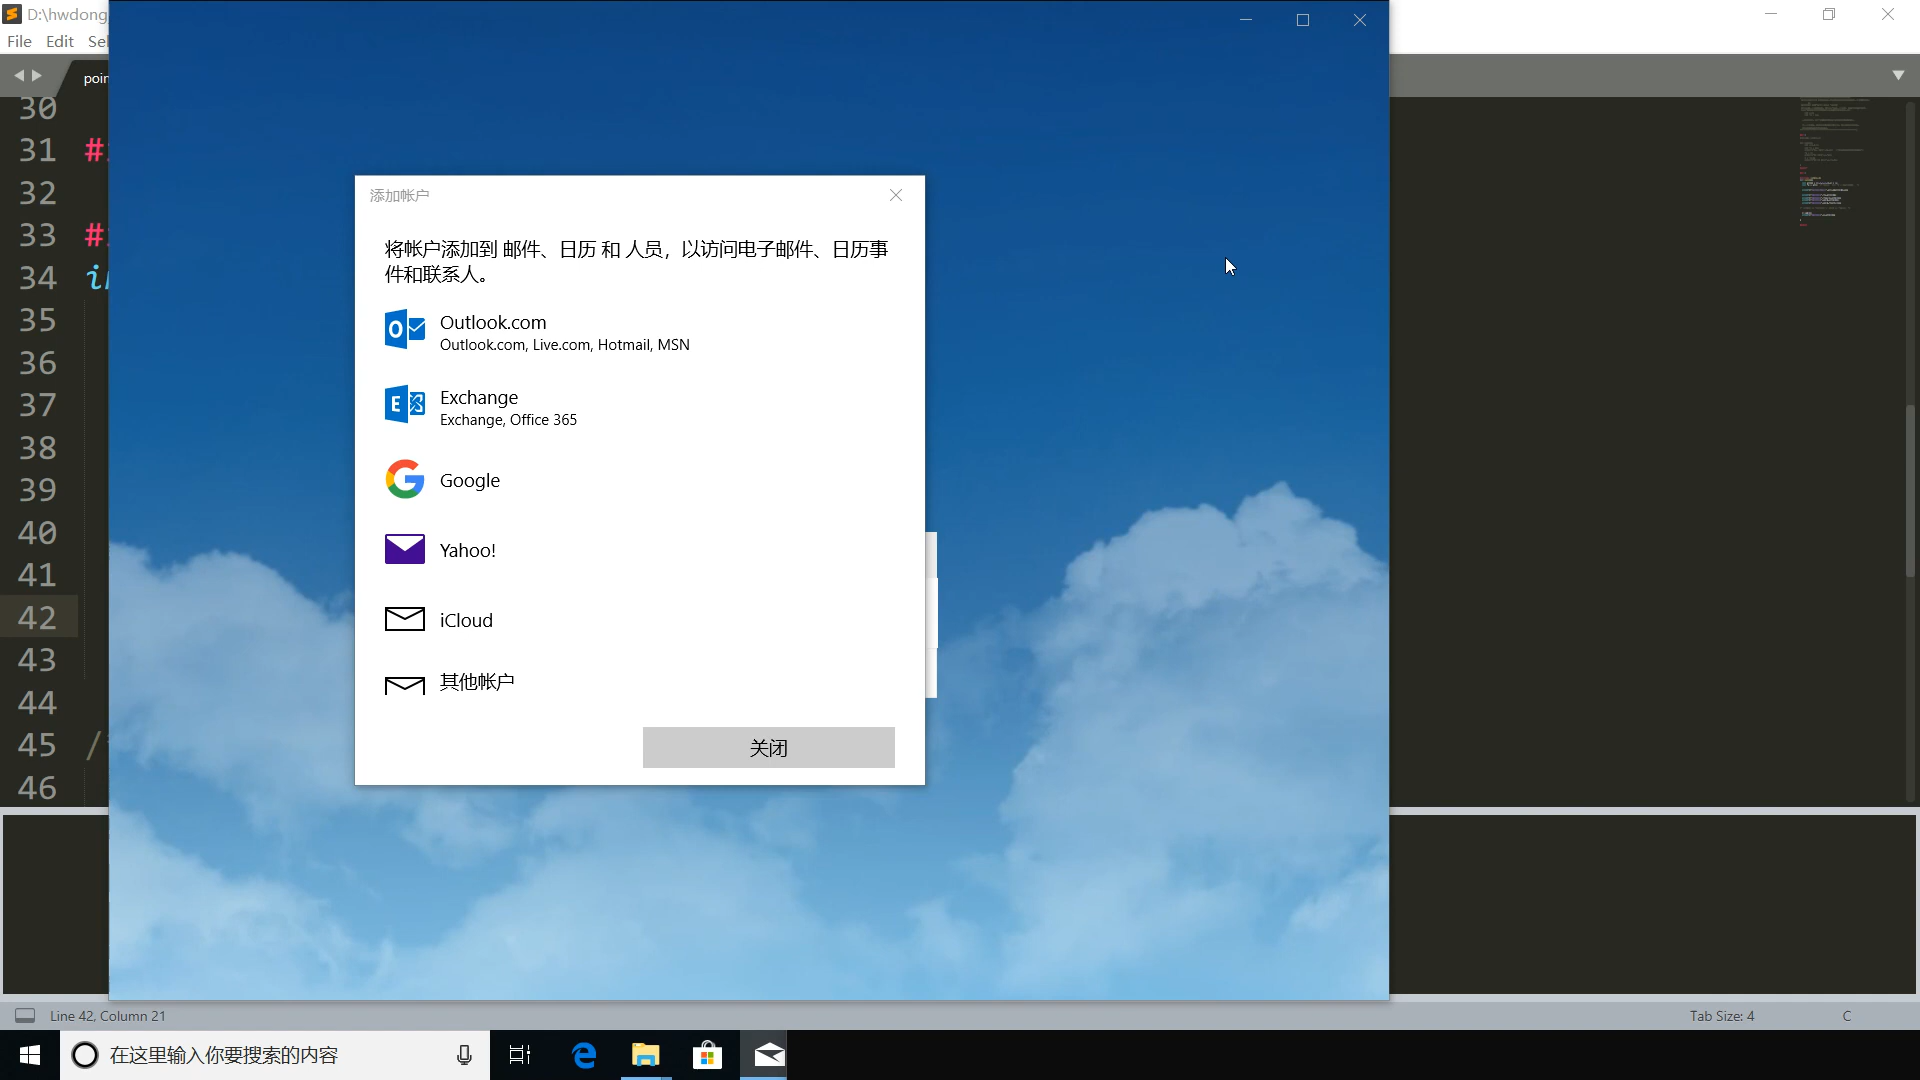 D:\hwdong
File Edit Sel
poin
30
31 #
32
33 #
34 i
35
36
37
38
39
40
41
42
43
44
45 /
46
添加帐户
将帐户添加到 邮件、日历 和 人员，以访问电子邮件、日历事
件和联系人。
Outlook.com
Outlook.com, Live.com, Hotmail, MSN
Exchange
Exchange, Office 365
Google
Yahoo!
iCloud
其他帐户
关闭
Line 42, Column 21
Tab Size: 4
C
在这里输入你要搜索的内容